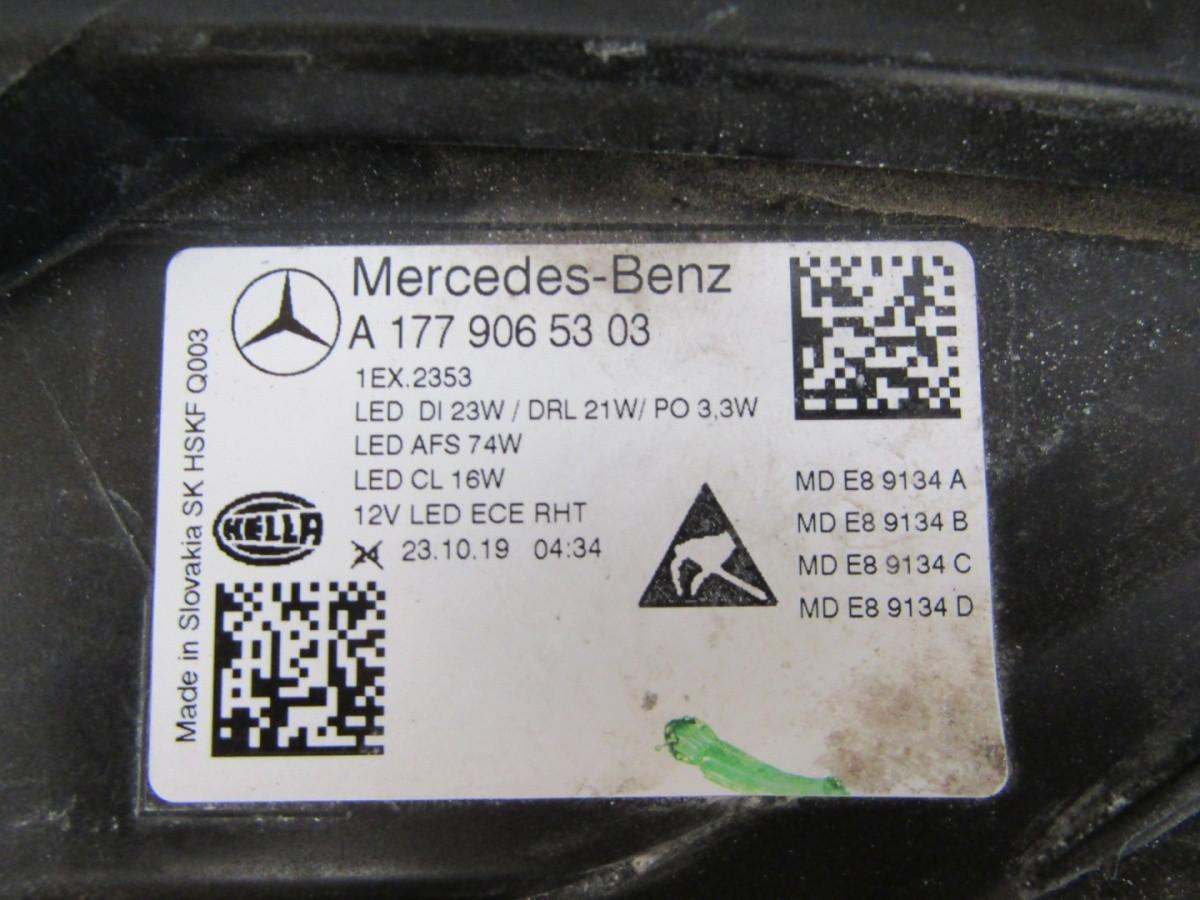 Mercedes-Benz
A 177 906 53 03
1EX.2353
LED DI 23W / DRL 21W/ PO 3,3W
LED AFS 74W
LED CL 16W
12V LED ECE RHT
24 23.10.19 04:34
HELLA
Made in Slovakia SK HSKF Q003
MD E8 9134 A
MD E8 9134 B
MD E8 9134 C
MD E8 9134 D